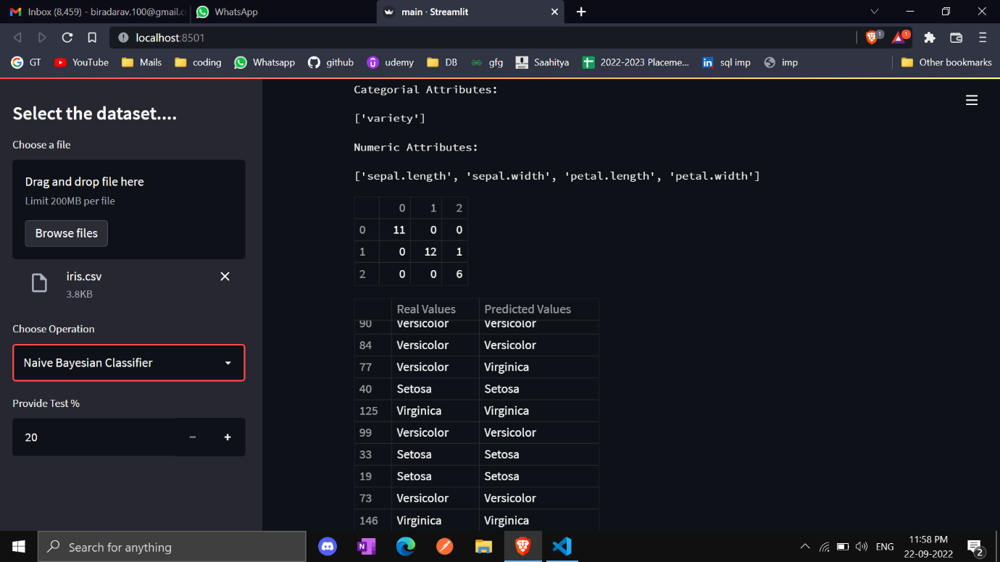 Inbox (8,459) - biradarav.100@gmail.c
WhatsApp
main · Streamlit
localhost:8501
1
1
GT
YouTube
Mails
coding
Whatsapp
github
udemy
DB
gfg
Saahitya
2022-2023 Placeme...
sql imp
imp
Other bookmarks
Select the dataset....
Choose a file
Drag and drop file here
Limit 200MB per file
Browse files
iris.csv
3.8KB
Choose Operation
Naive Bayesian Classifier
Provide Test %
20
Categorial Attributes:
['variety']
Numeric Attributes:
['sepal.length', 'sepal.width', 'petal.length', 'petal.width']
0 1 2
0 11 0 0
1 0 12 1
2 0 0 6
Real Values Predicted Values
90 Versicolor Versicolor
84 Versicolor Versicolor
77 Versicolor Virginica
40 Setosa Setosa
125 Virginica Virginica
99 Versicolor Versicolor
33 Setosa Setosa
19 Setosa Setosa
73 Versicolor Versicolor
146 Virginica Virginica
Search for anything
ENG
11:58 PM
22-09-2022
2